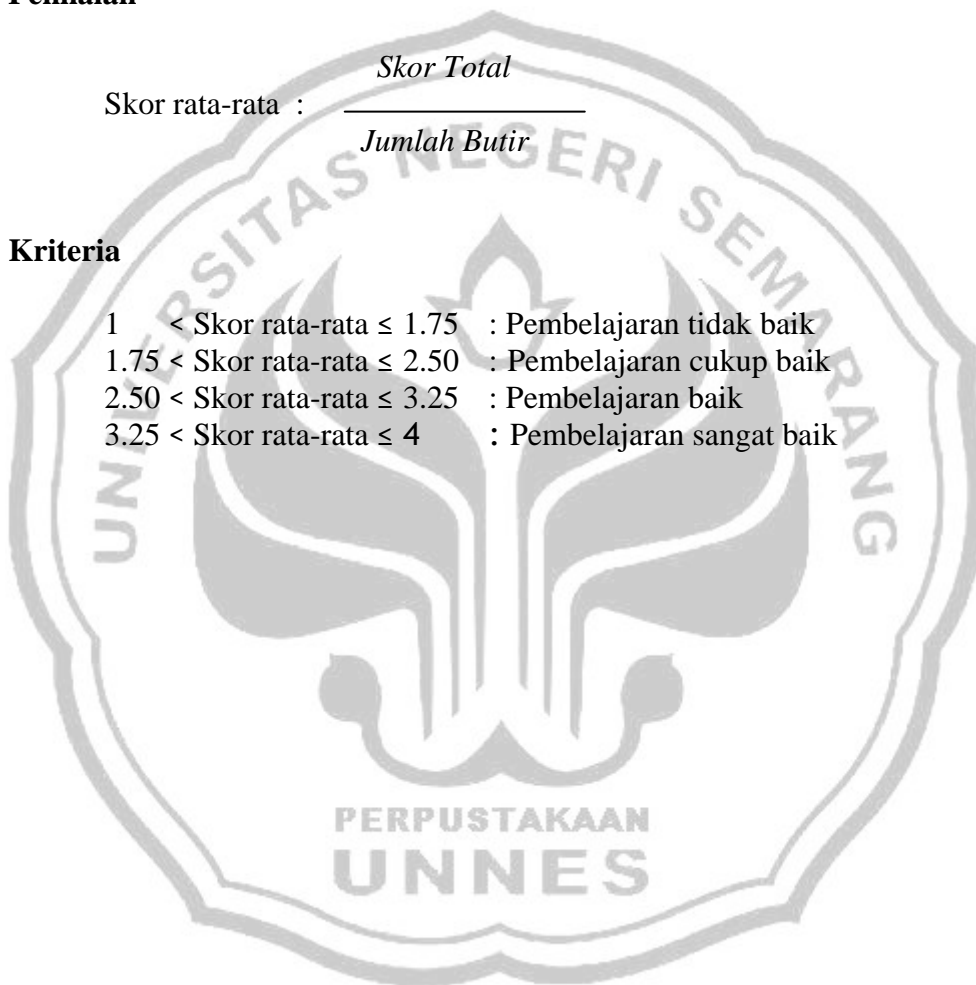 Skor Total
Skor rata-rata :
Jumlah Butir
Kriteria
1 < Skor rata-rata ≤ 1.75 : Pembelajaran tidak baik
1.75 < Skor rata-rata ≤ 2.50 : Pembelajaran cukup baik
2.50 < Skor rata-rata ≤ 3.25 : Pembelajaran baik
3.25 < Skor rata-rata ≤ 4 : Pembelajaran sangat baik
UNIVERSITAS NEGERI SEMARANG
PERPUSTAKAAN
UNNES